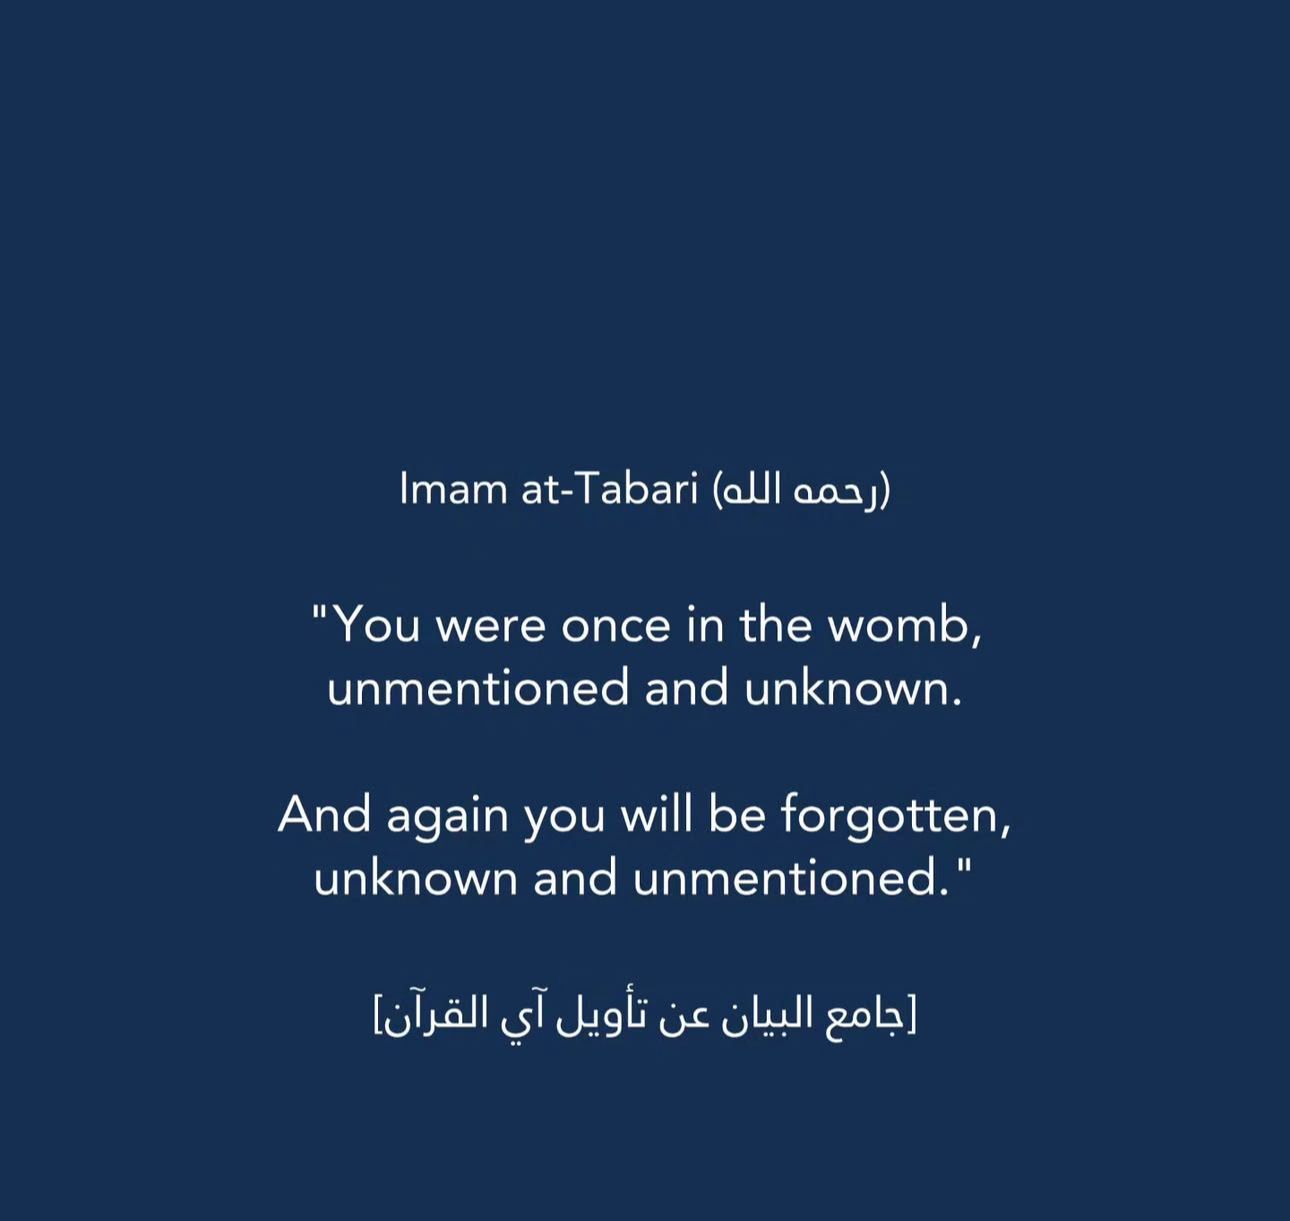 Imam at-Tabari (رحمه الله)
"You were once in the womb,
unmentioned and unknown.
And again you will be forgotten,
unknown and unmentioned."
[جامع البيان عن تأويل آي القرآن]